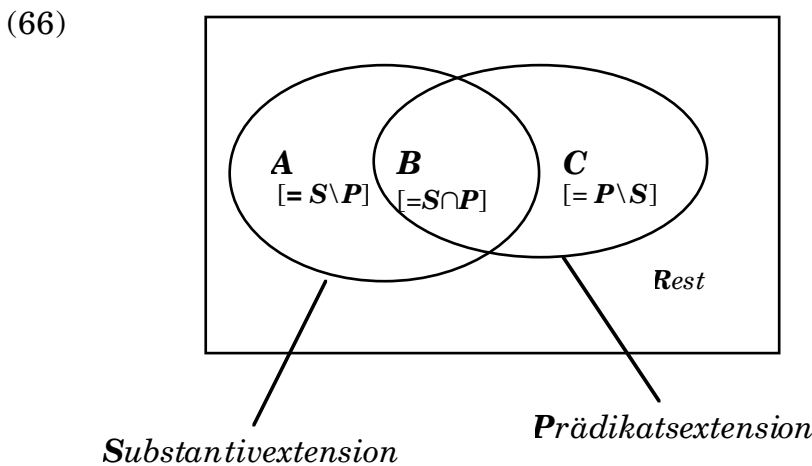 (66)
A B C
[= S\P] [=S∩P] [= P\S]
Rest
Prädikatsextension
Substantivextension